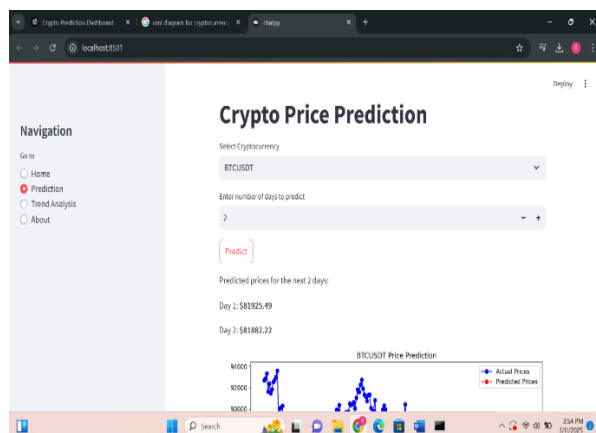 Crypto Prediction Dashboard
uml diagram for cryptocurrency
chatpy
localhost:8501
Deploy
Navigation
Go to
Home
Prediction
Trend Analysis
About
Crypto Price Prediction
Select Cryptocurrency
BTCUSDT
Enter number of days to predict
2
- +
Predict
Predicted prices for the next 2 days:
Day 1: $81925.49
Day 2: $81882.22
BTCUSDT Price Prediction
94000
92000
90000
Actual Prices
Predicted Prices
Search
3:54 PM